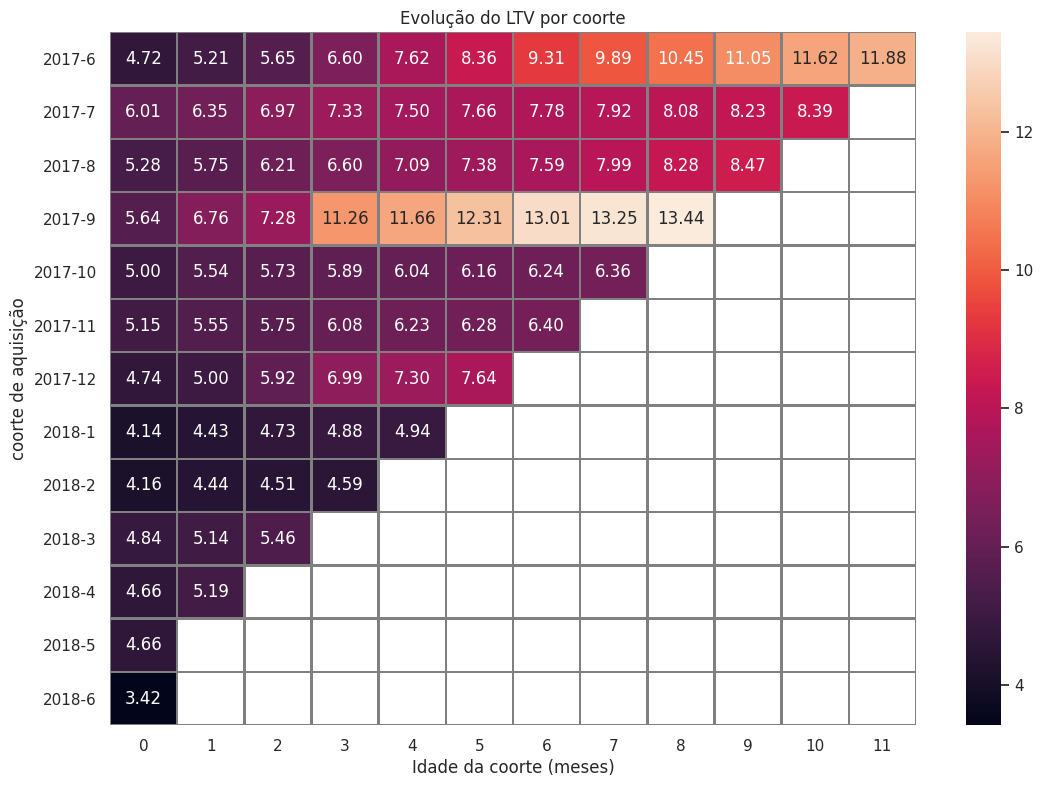 Evolução do LTV por coorte
coorte de aquisição
2017-6 4.72 5.21 5.65 6.60 7.62 8.36 9.31 9.89 10.45 11.05 11.62 11.88
2017-7 6.01 6.35 6.97 7.33 7.50 7.66 7.78 7.92 8.08 8.23 8.39
2017-8 5.28 5.75 6.21 6.60 7.09 7.38 7.59 7.99 8.28 8.47
2017-9 5.64 6.76 7.28 11.26 11.66 12.31 13.01 13.25 13.44
2017-10 5.00 5.54 5.73 5.89 6.04 6.16 6.24 6.36
2017-11 5.15 5.55 5.75 6.08 6.23 6.28 6.40
2017-12 4.74 5.00 5.92 6.99 7.30 7.64
2018-1 4.14 4.43 4.73 4.88 4.94
2018-2 4.16 4.44 4.51 4.59
2018-3 4.84 5.14 5.46
2018-4 4.66 5.19
2018-5 4.66
2018-6 3.42
0 1 2 3 4 5 6 7 8 9 10 11
Idade da coorte (meses)
12
10
8
6
4